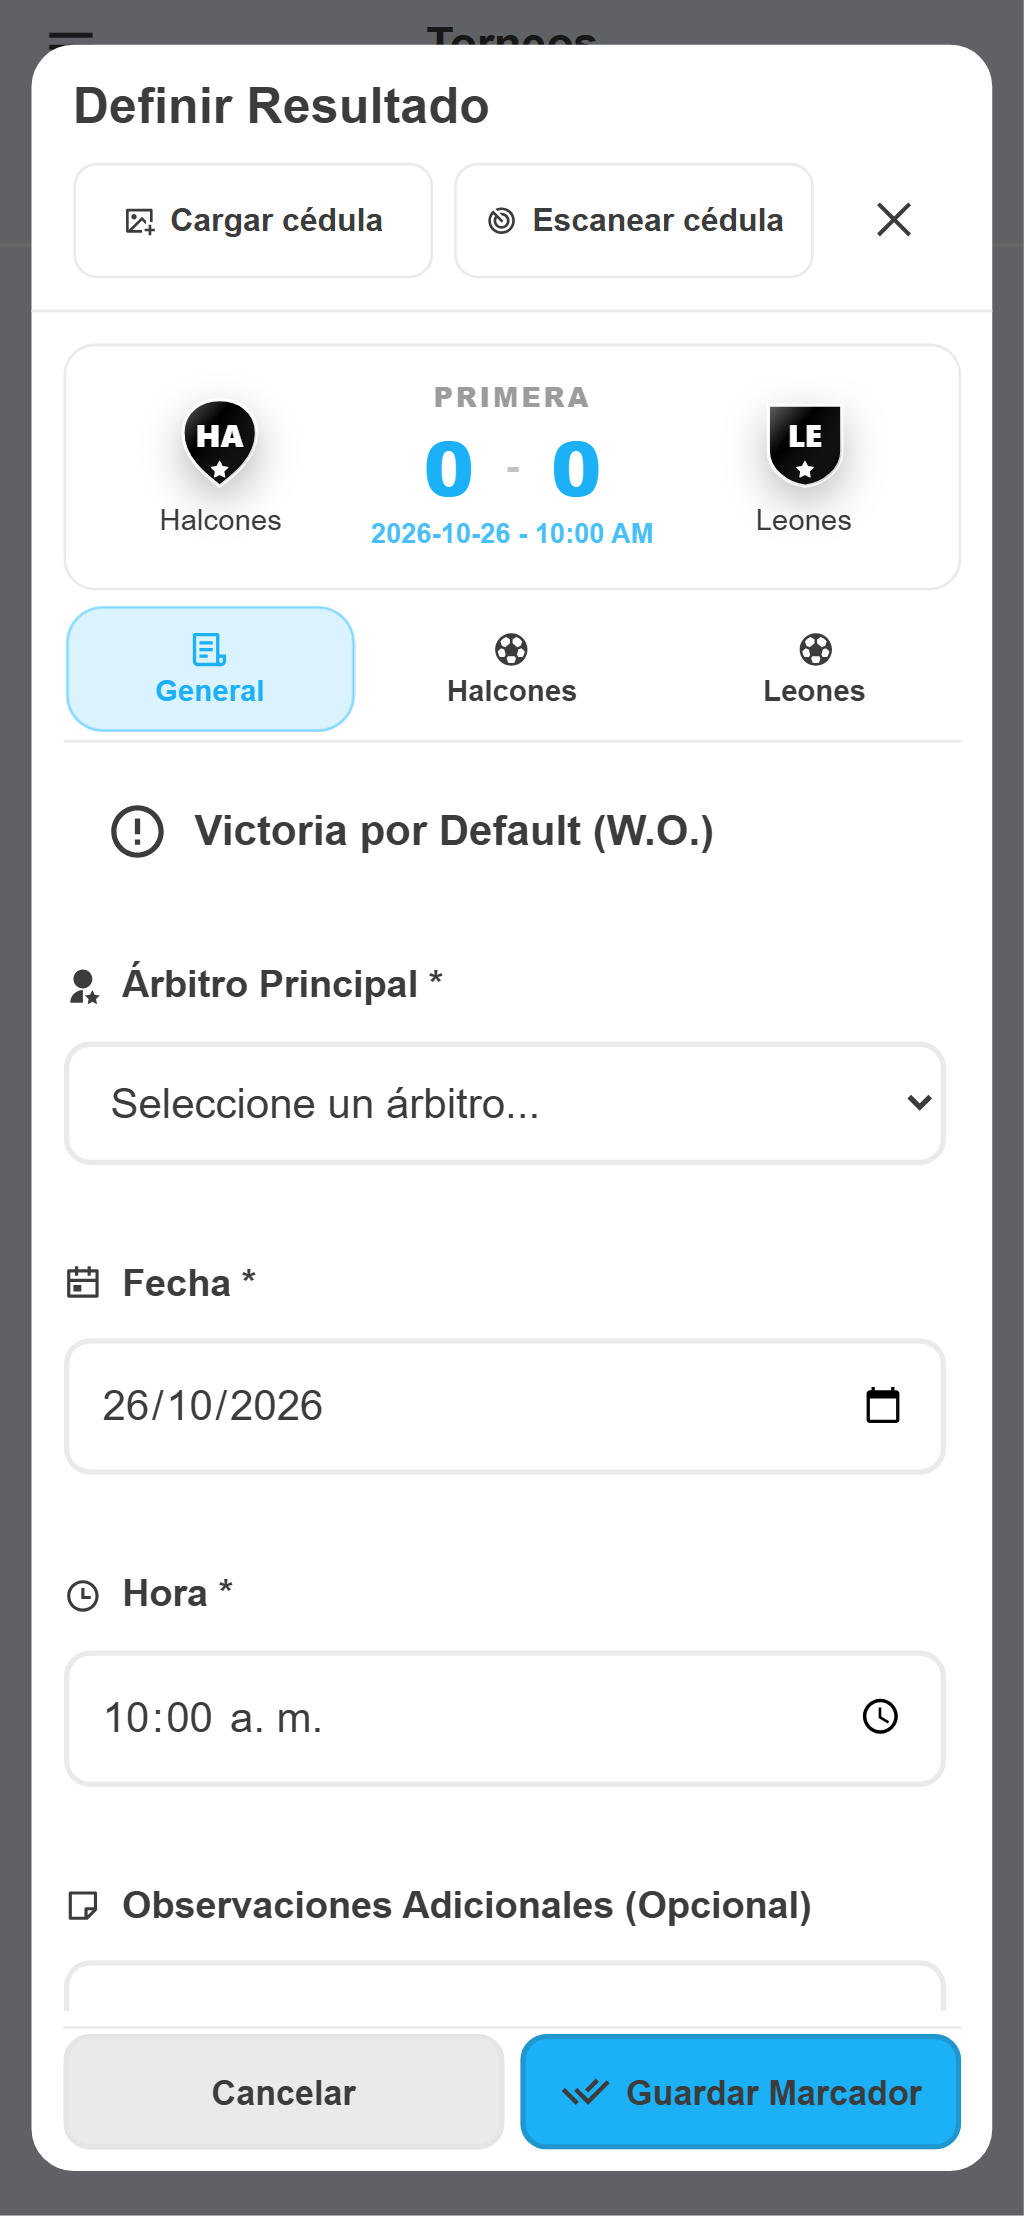 Torneos
Definir Resultado
Cargar cédula
Escanear cédula
PRIMERA
HA
0 - 0
LE
Halcones
2026-10-26 - 10:00 AM
Leones
General
Halcones
Leones
Victoria por Default (W.O.)
Árbitro Principal *
Seleccione un árbitro...
Fecha *
26/10/2026
Hora *
10:00 a. m.
Observaciones Adicionales (Opcional)
Cancelar
Guardar Marcador